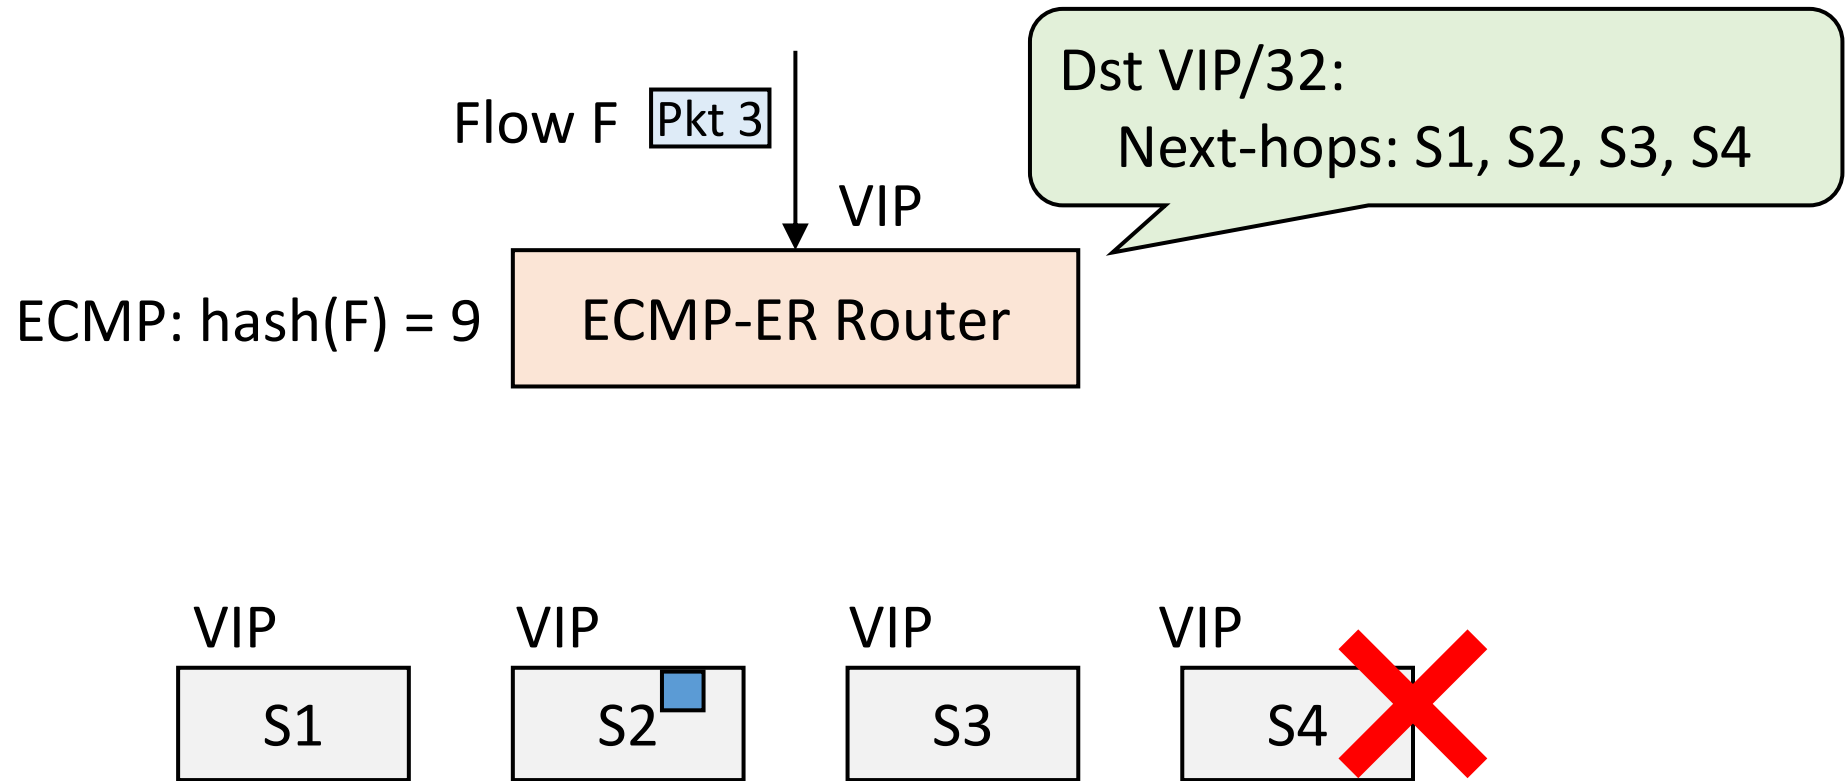 Dst VIP/32:
Next-hops: S1, S2, S3, S4
Flow F
Pkt 3
VIP
ECMP: hash(F) = 9
ECMP-ER Router
VIP
VIP
VIP
VIP
S1
S2
S3
S4